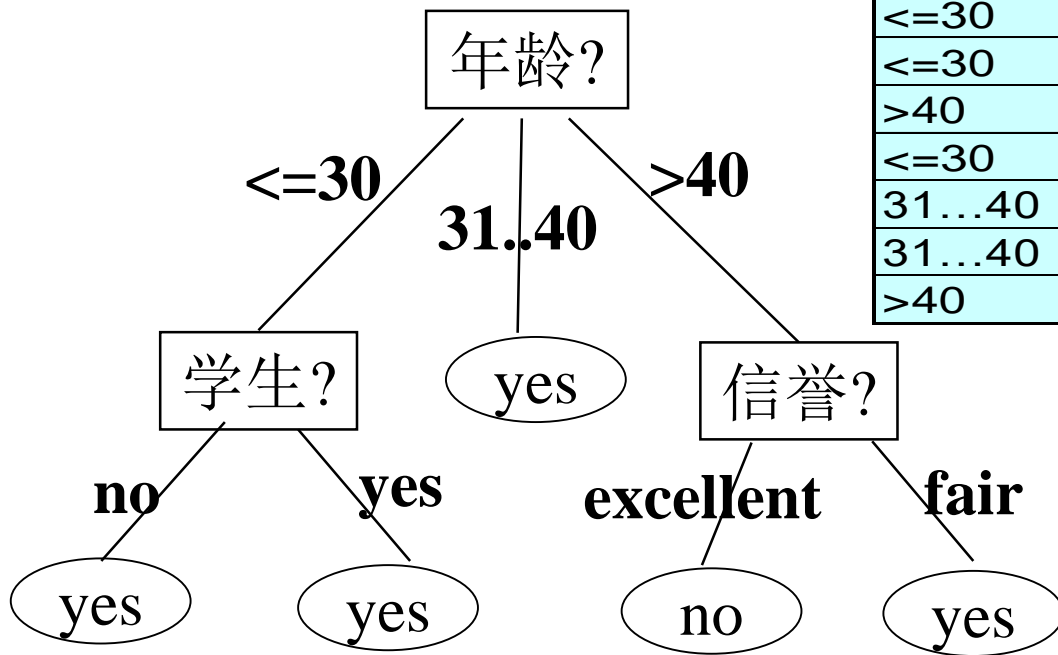 年龄?
<=30
31..40
>40
学生?
yes
信誉?
no
yes
excellent
fair
yes
yes
no
yes
<=30
<=30
>40
<=30
31...40
31...40
>40